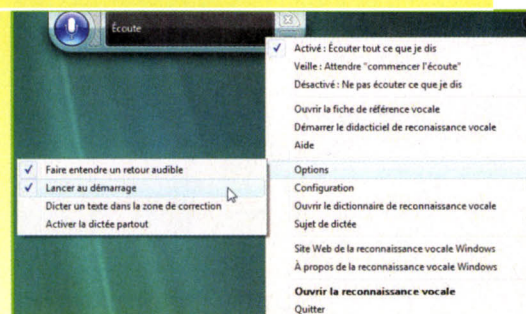 Écoute
Activé : Écouter tout ce que je dis
Veille : Attendre "commencer l'écoute"
Désactivé : Ne pas écouter ce que je dis
Ouvrir la fiche de référence vocale
Démarrer le didacticiel de reconaissance vocale
Aide
Options
Configuration
Ouvrir le dictionnaire de reconnaissance vocale
Sujet de dictée
Site Web de la reconnaissance vocale Windows
À propos de la reconnaissance vocale Windows
Ouvrir la reconnaissance vocale
Quitter
Faire entendre un retour audible
Lancer au démarrage
Dicter un texte dans la zone de correction
Activer la dictée partout